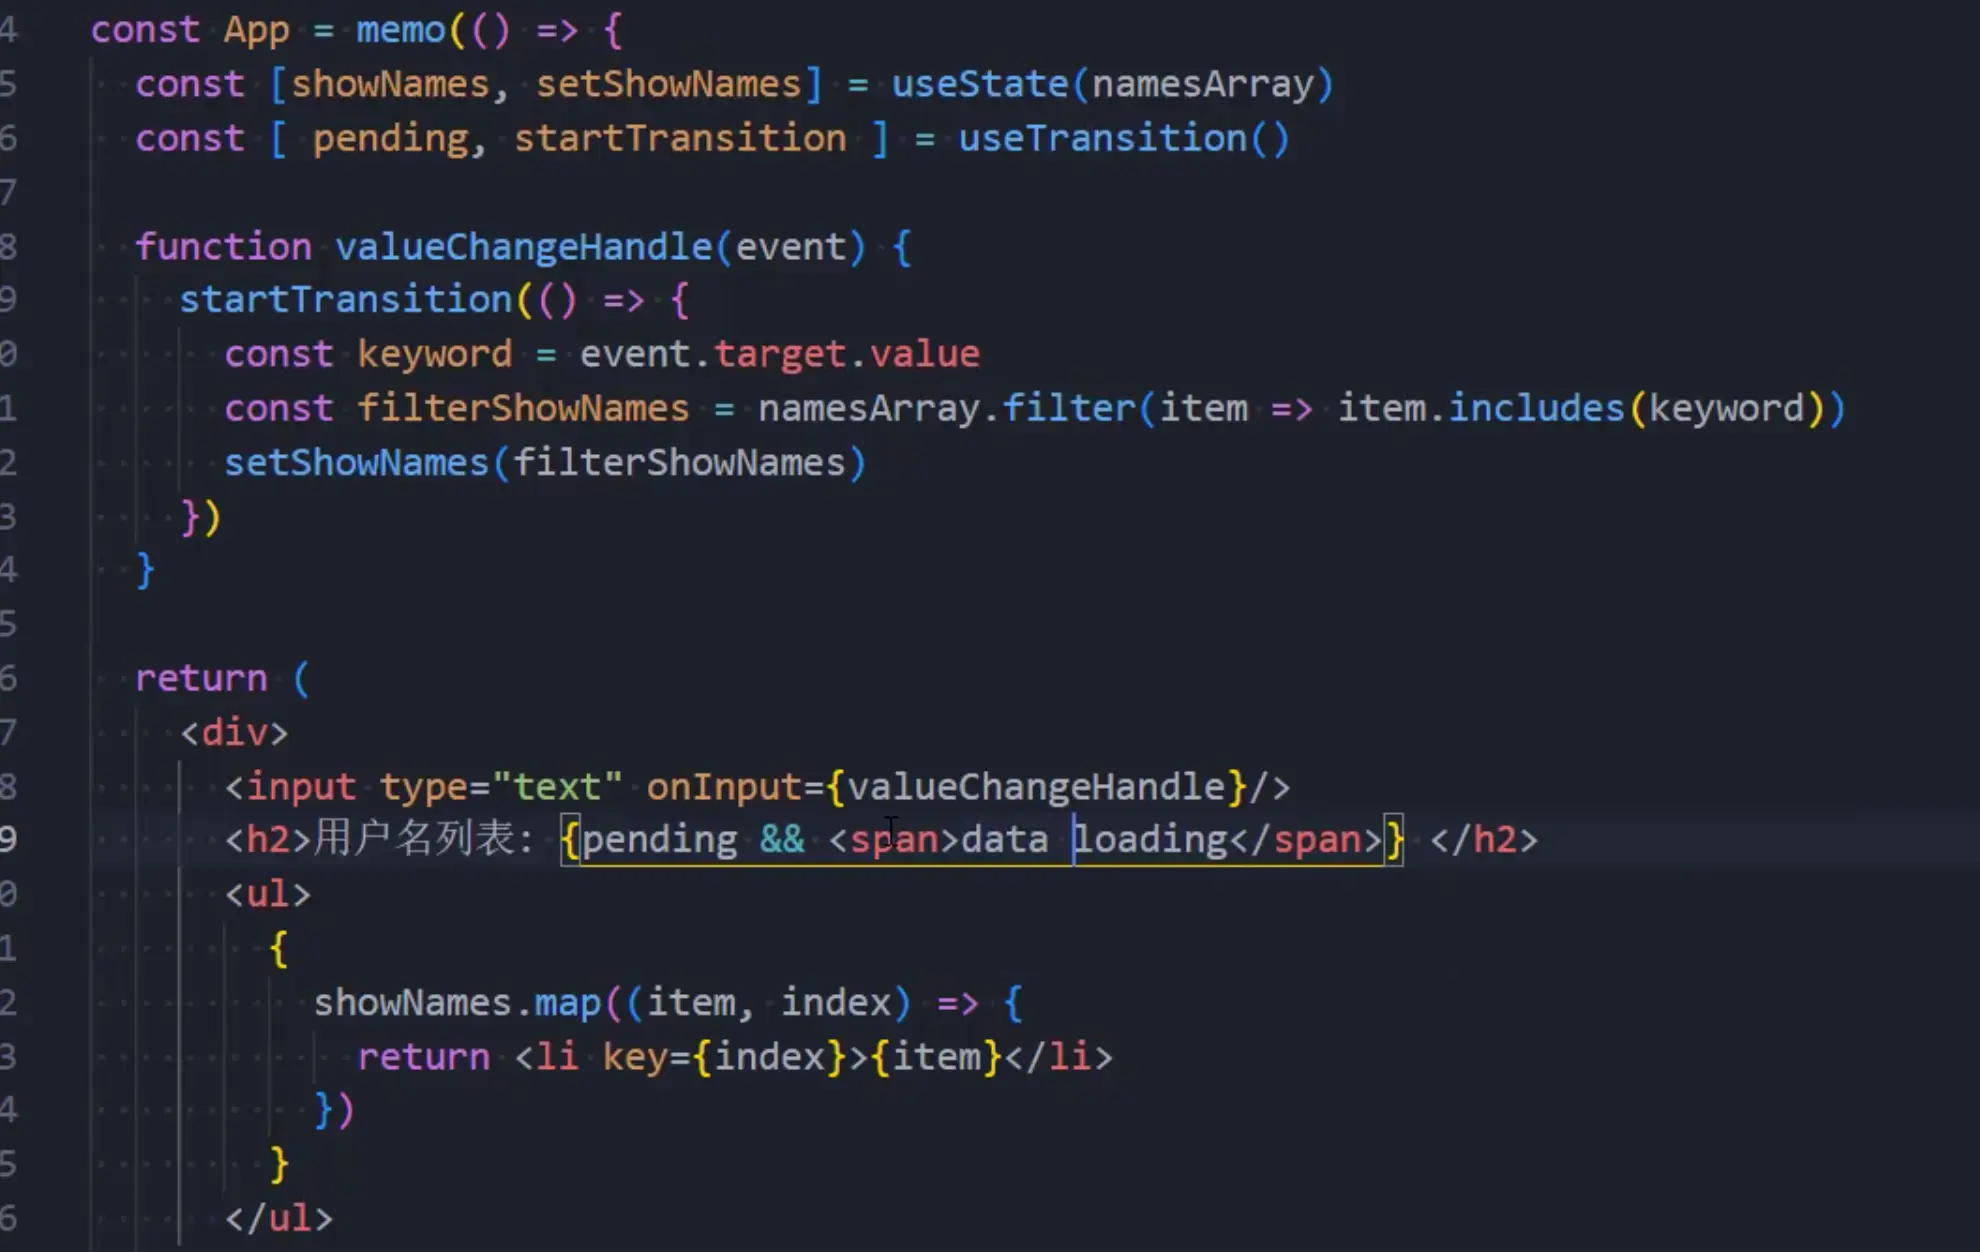 4 const App = memo(() => {
5 const [showNames, setShowNames] = useState(namesArray)
6 const [ pending, startTransition ] = useTransition()
7
8 function valueChangeHandle(event) {
9 startTransition(() => {
0 const keyword = event.target.value
1 const filterShowNames = namesArray.filter(item => item.includes(keyword))
2 setShowNames(filterShowNames)
3 })
4 }
5
6 return (
7 <div>
8 <input type="text" onInput={valueChangeHandle}/>
9 <h2>用户名列表: {pending && <span>data loading</span>} </h2>
0 <ul>
1 {
2 showNames.map((item, index) => {
3 return <li key={index}>{item}</li>
4 })
5 }
6 </ul>